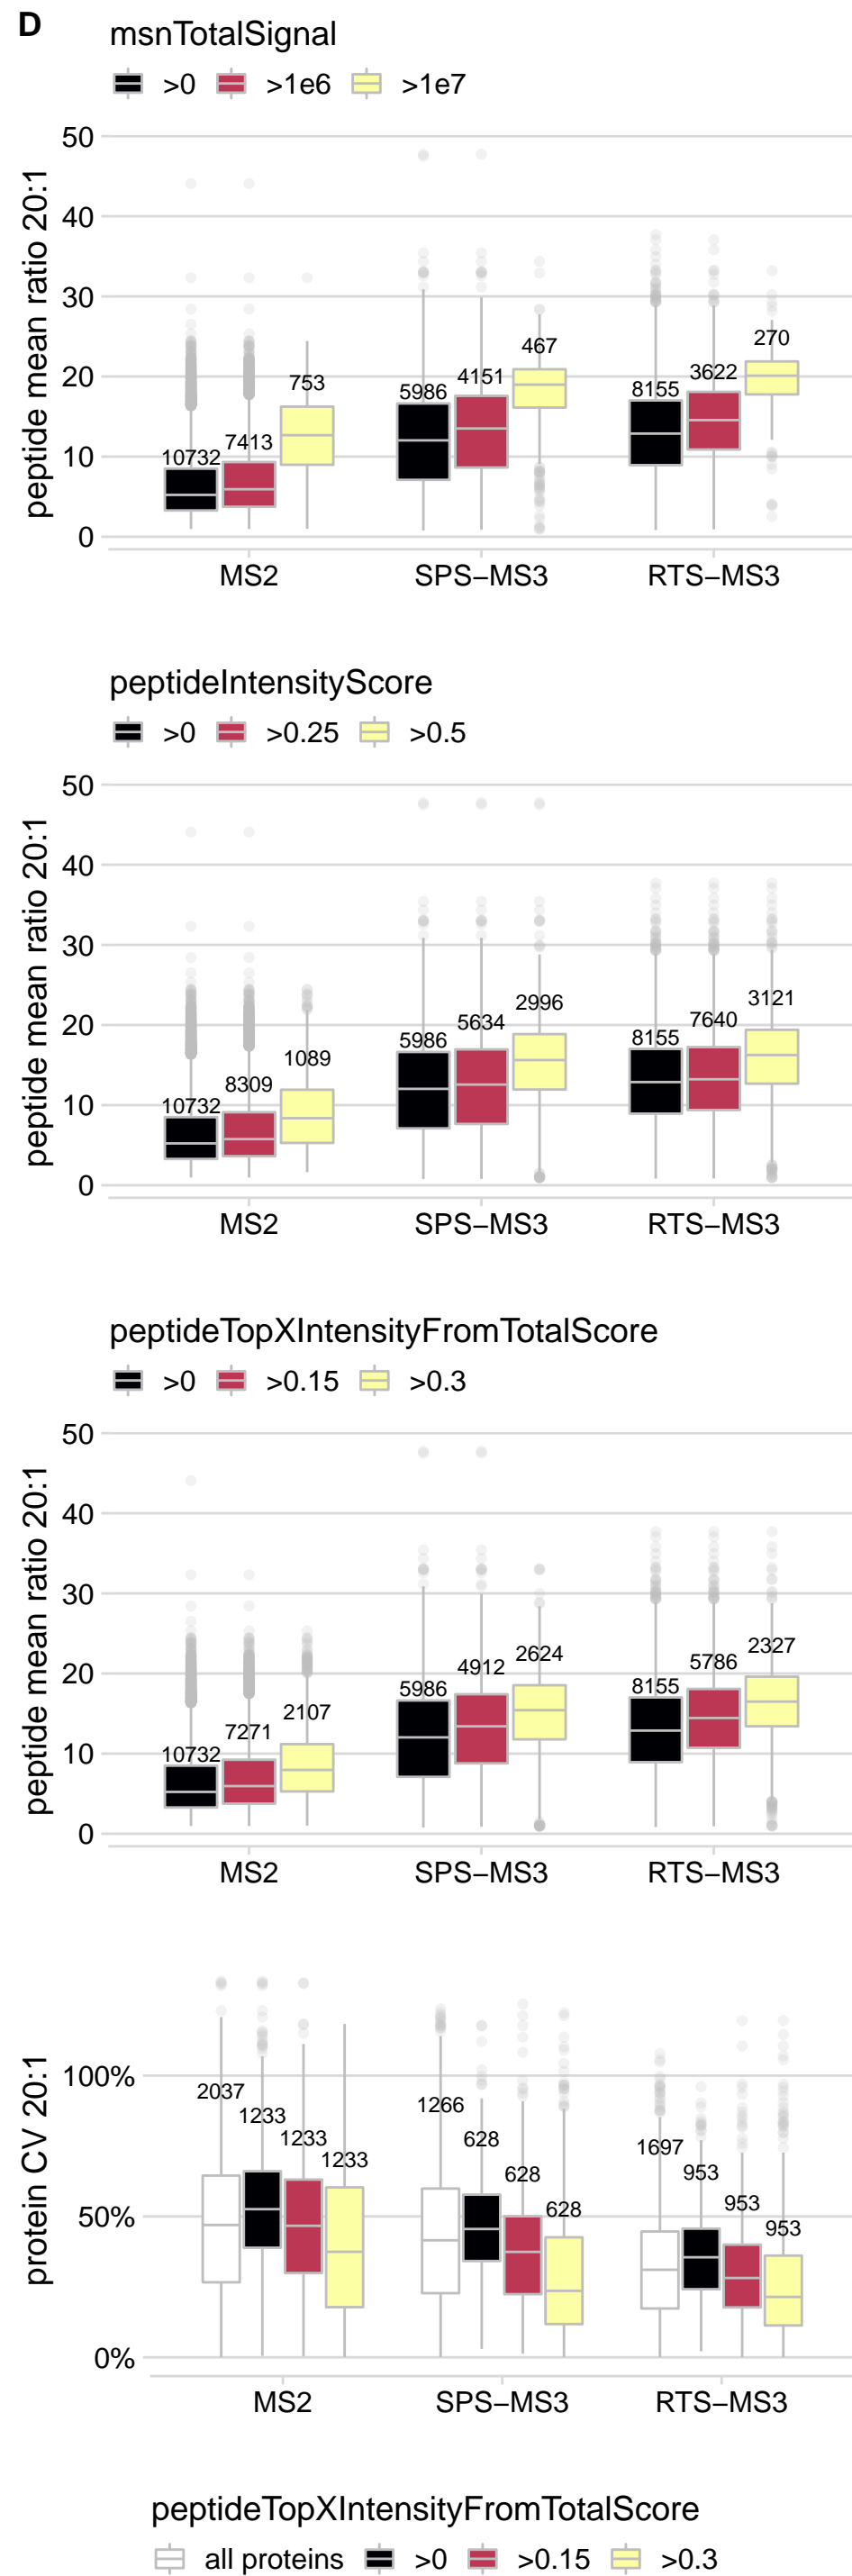 D
msnTotalSignal
>0 >1e6 >1e7
peptide mean ratio 20:1
50
40
30
20
10
0
10732 7413 753 5986 4151 467 8155 3622 270
MS2 SPS−MS3 RTS−MS3
peptideIntensityScore
>0 >0.25 >0.5
peptide mean ratio 20:1
50
40
30
20
10
0
10732 8309 1089 5986 5634 2996 8155 7640 3121
MS2 SPS−MS3 RTS−MS3
peptideTopXIntensityFromTotalScore
>0 >0.15 >0.3
peptide mean ratio 20:1
50
40
30
20
10
0
10732 7271 2107 5986 4912 2624 8155 5786 2327
MS2 SPS−MS3 RTS−MS3
protein CV 20:1
100%
50%
0%
2037 1233 1233 1233 1266 628 628 628 1697 953 953 953
MS2 SPS−MS3 RTS−MS3
peptideTopXIntensityFromTotalScore
all proteins >0 >0.15 >0.3